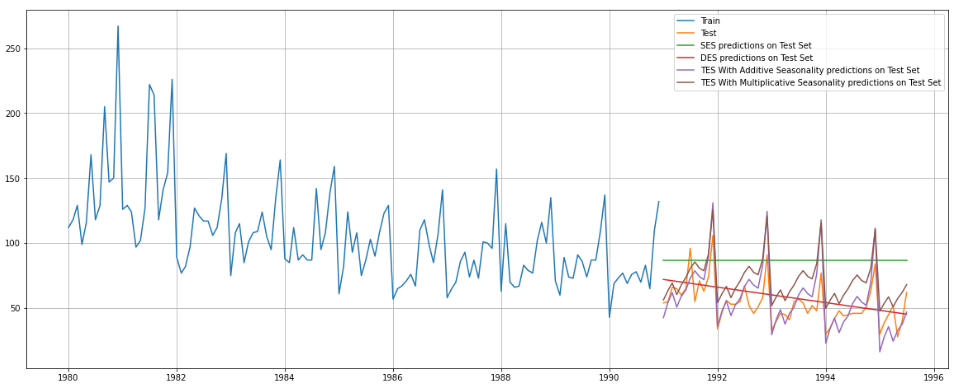 Train
Test
SES predictions on Test Set
DES predictions on Test Set
TES With Additive Seasonality predictions on Test Set
TES With Multiplicative Seasonality predictions on Test Set
250
200
150
100
50
1980 1982 1984 1986 1988 1990 1992 1994 1996